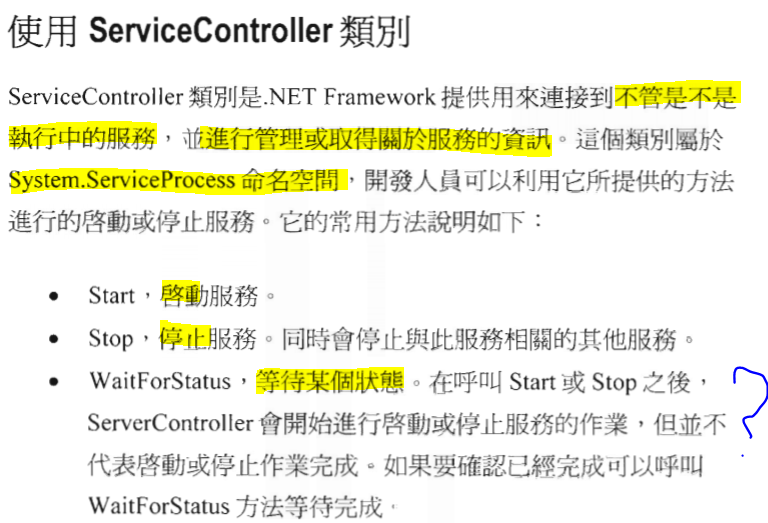 使用 ServiceController 類別
ServiceController 類別是.NET Framework 提供用來連接到不管是不是
執行中的服務，並進行管理或取得關於服務的資訊。這個類別屬於
System.ServiceProcess 命名空間，開發人員可以利用它所提供的方法
進行的啓動或停止服務。它的常用方法說明如下：
• Start，啓動服務。
• Stop，停止服務。同時會停止與此服務相關的其他服務。
• WaitForStatus，等待某個狀態。在呼叫 Start 或 Stop 之後，
ServerController 會開始進行啓動或停止服務的作業，但並不
代表啓動或停止作業完成。如果要確認已經完成可以呼叫
WaitForStatus 方法等待完成。
?